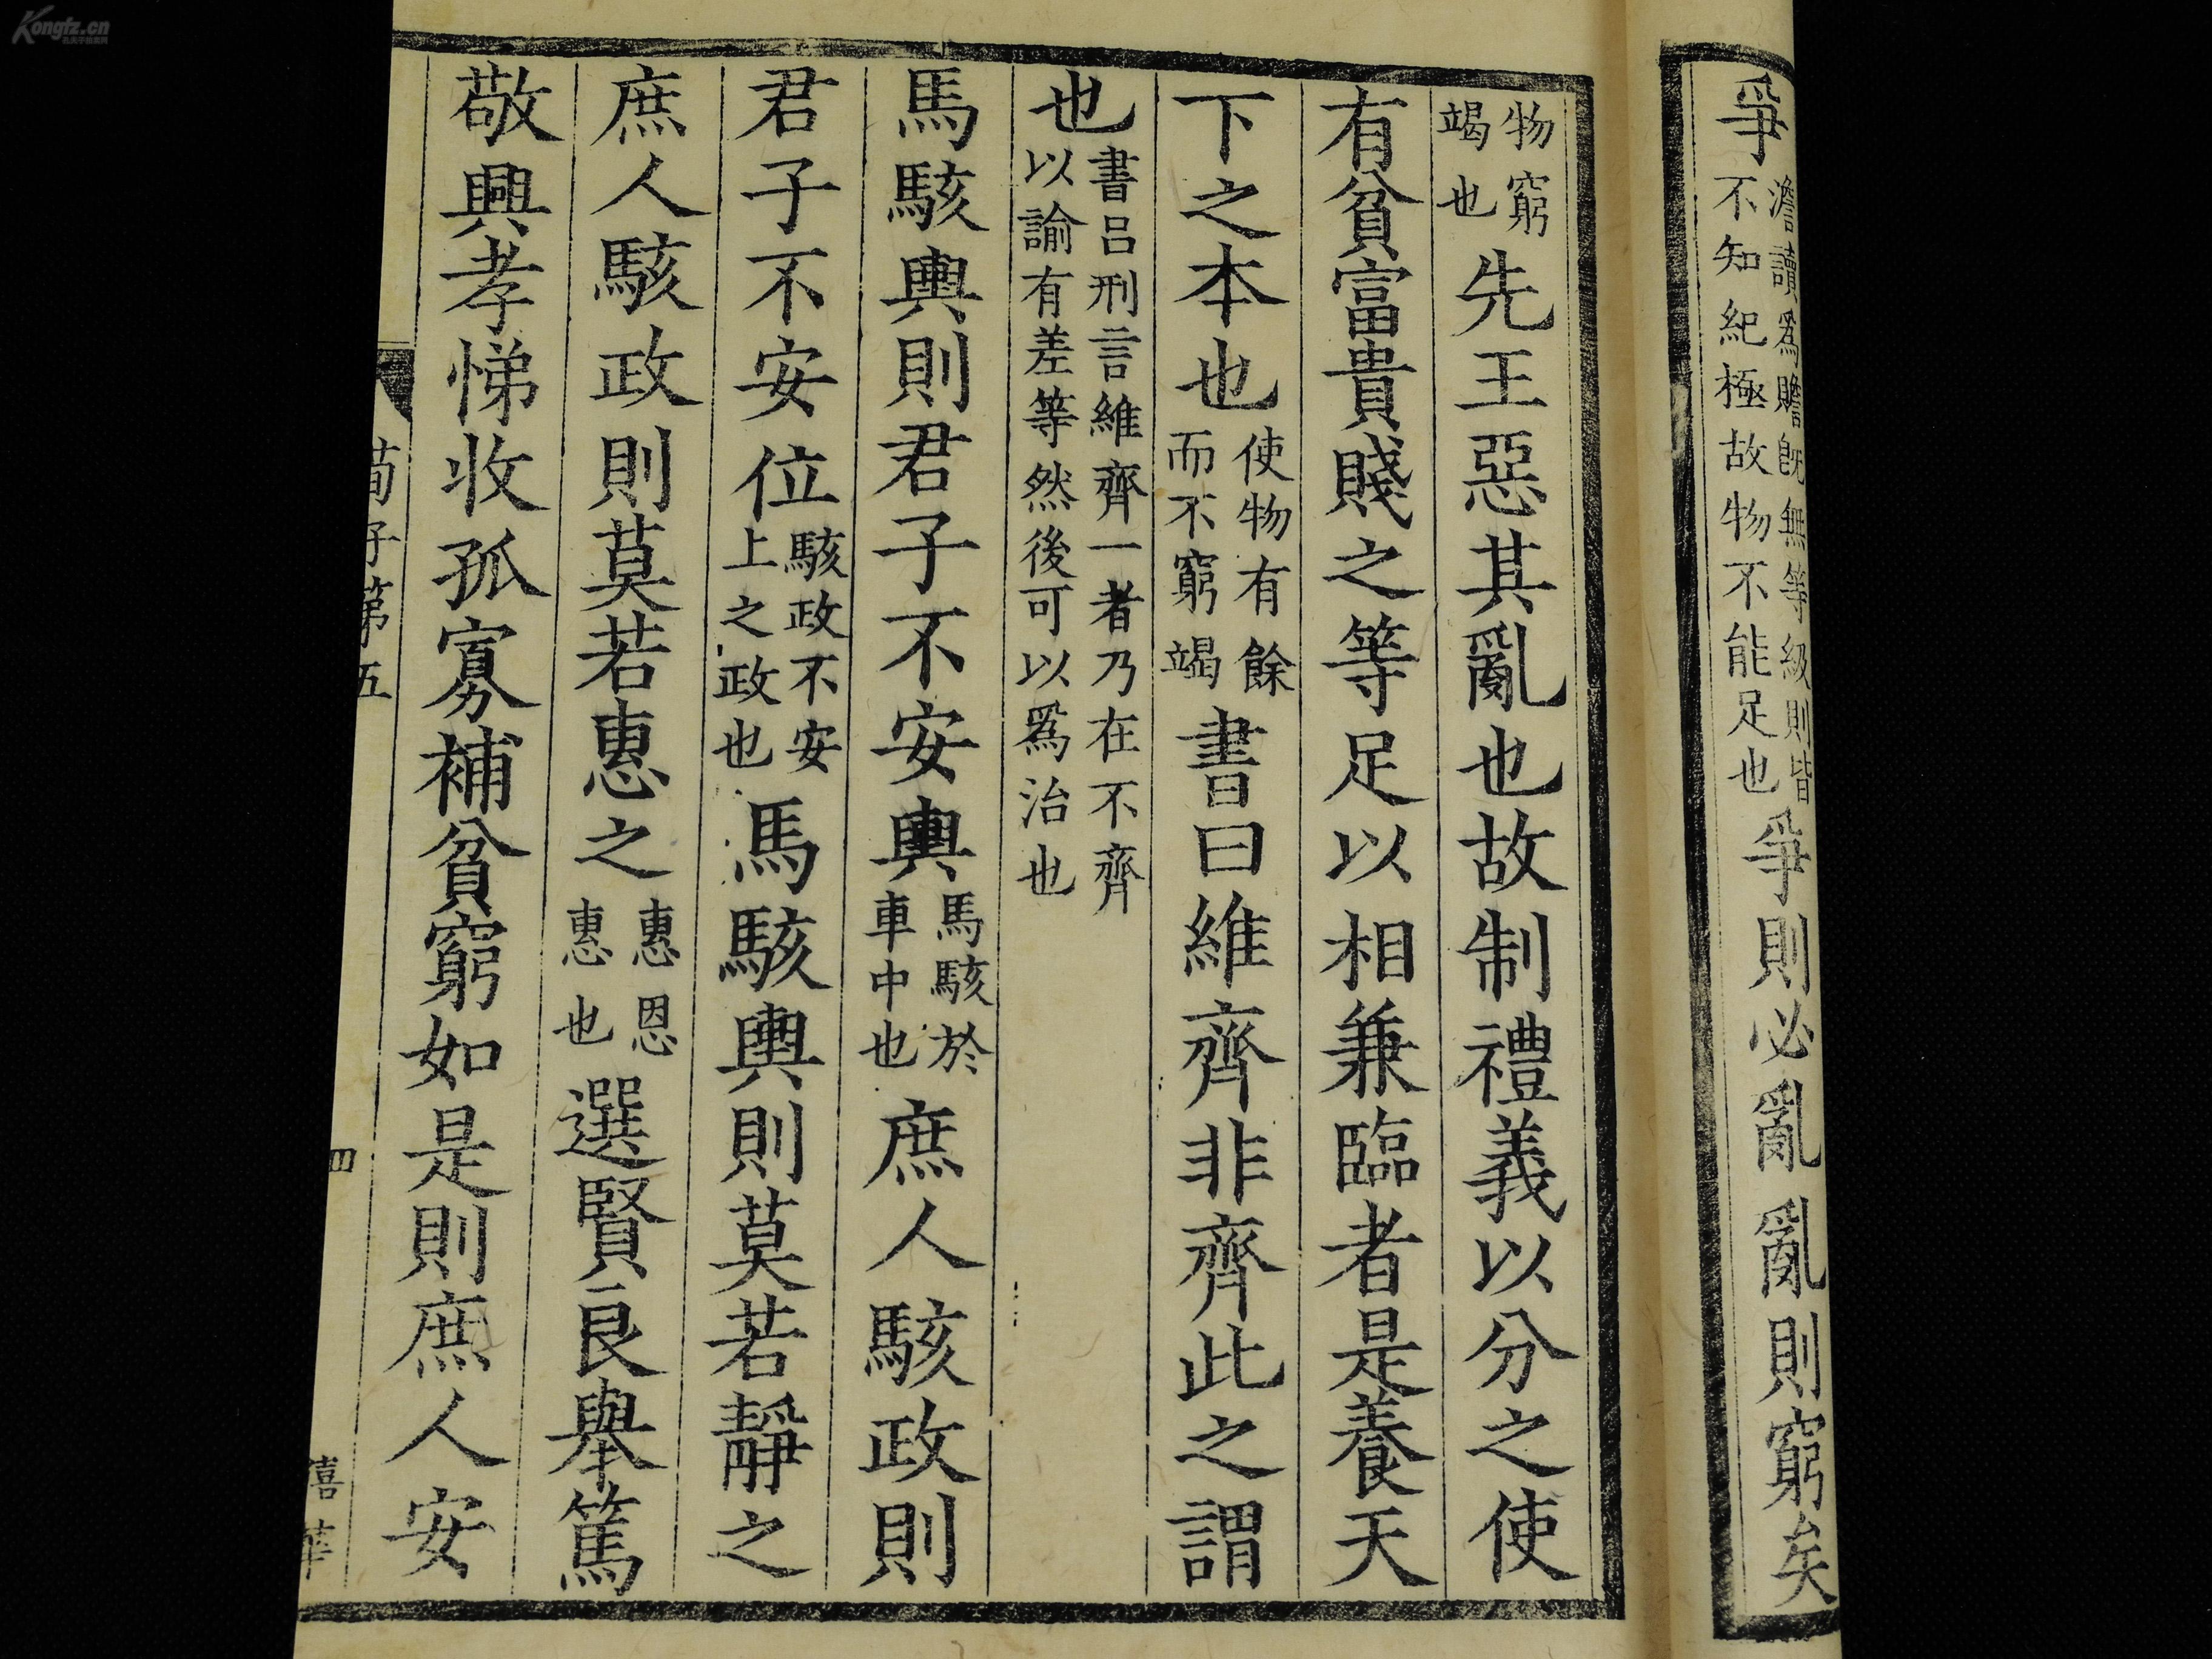 爭澹讀爲贍旣無等級則皆不知紀極故物不能足也爭則必亂亂則窮矣
物窮竭也先王惡其亂也故制禮義以分之使
有貧富貴賤之等足以相兼臨者是養天
下之本也使物有餘而不窮竭書曰維齊非齊此之謂
也書呂刑言維齊一者乃在不齊以諭有差等然後可以爲治也
馬駭輿則君子不安輿馬駭於車中也庶人駭政則
君子不安位駭政不安上之政也馬駭輿則莫若靜之
庶人駭政則莫若惠之惠恩惠也選賢良舉篤
敬興孝悌收孤寡補貧窮如是則庶人安
荀子第五
四
Kongfz.cn